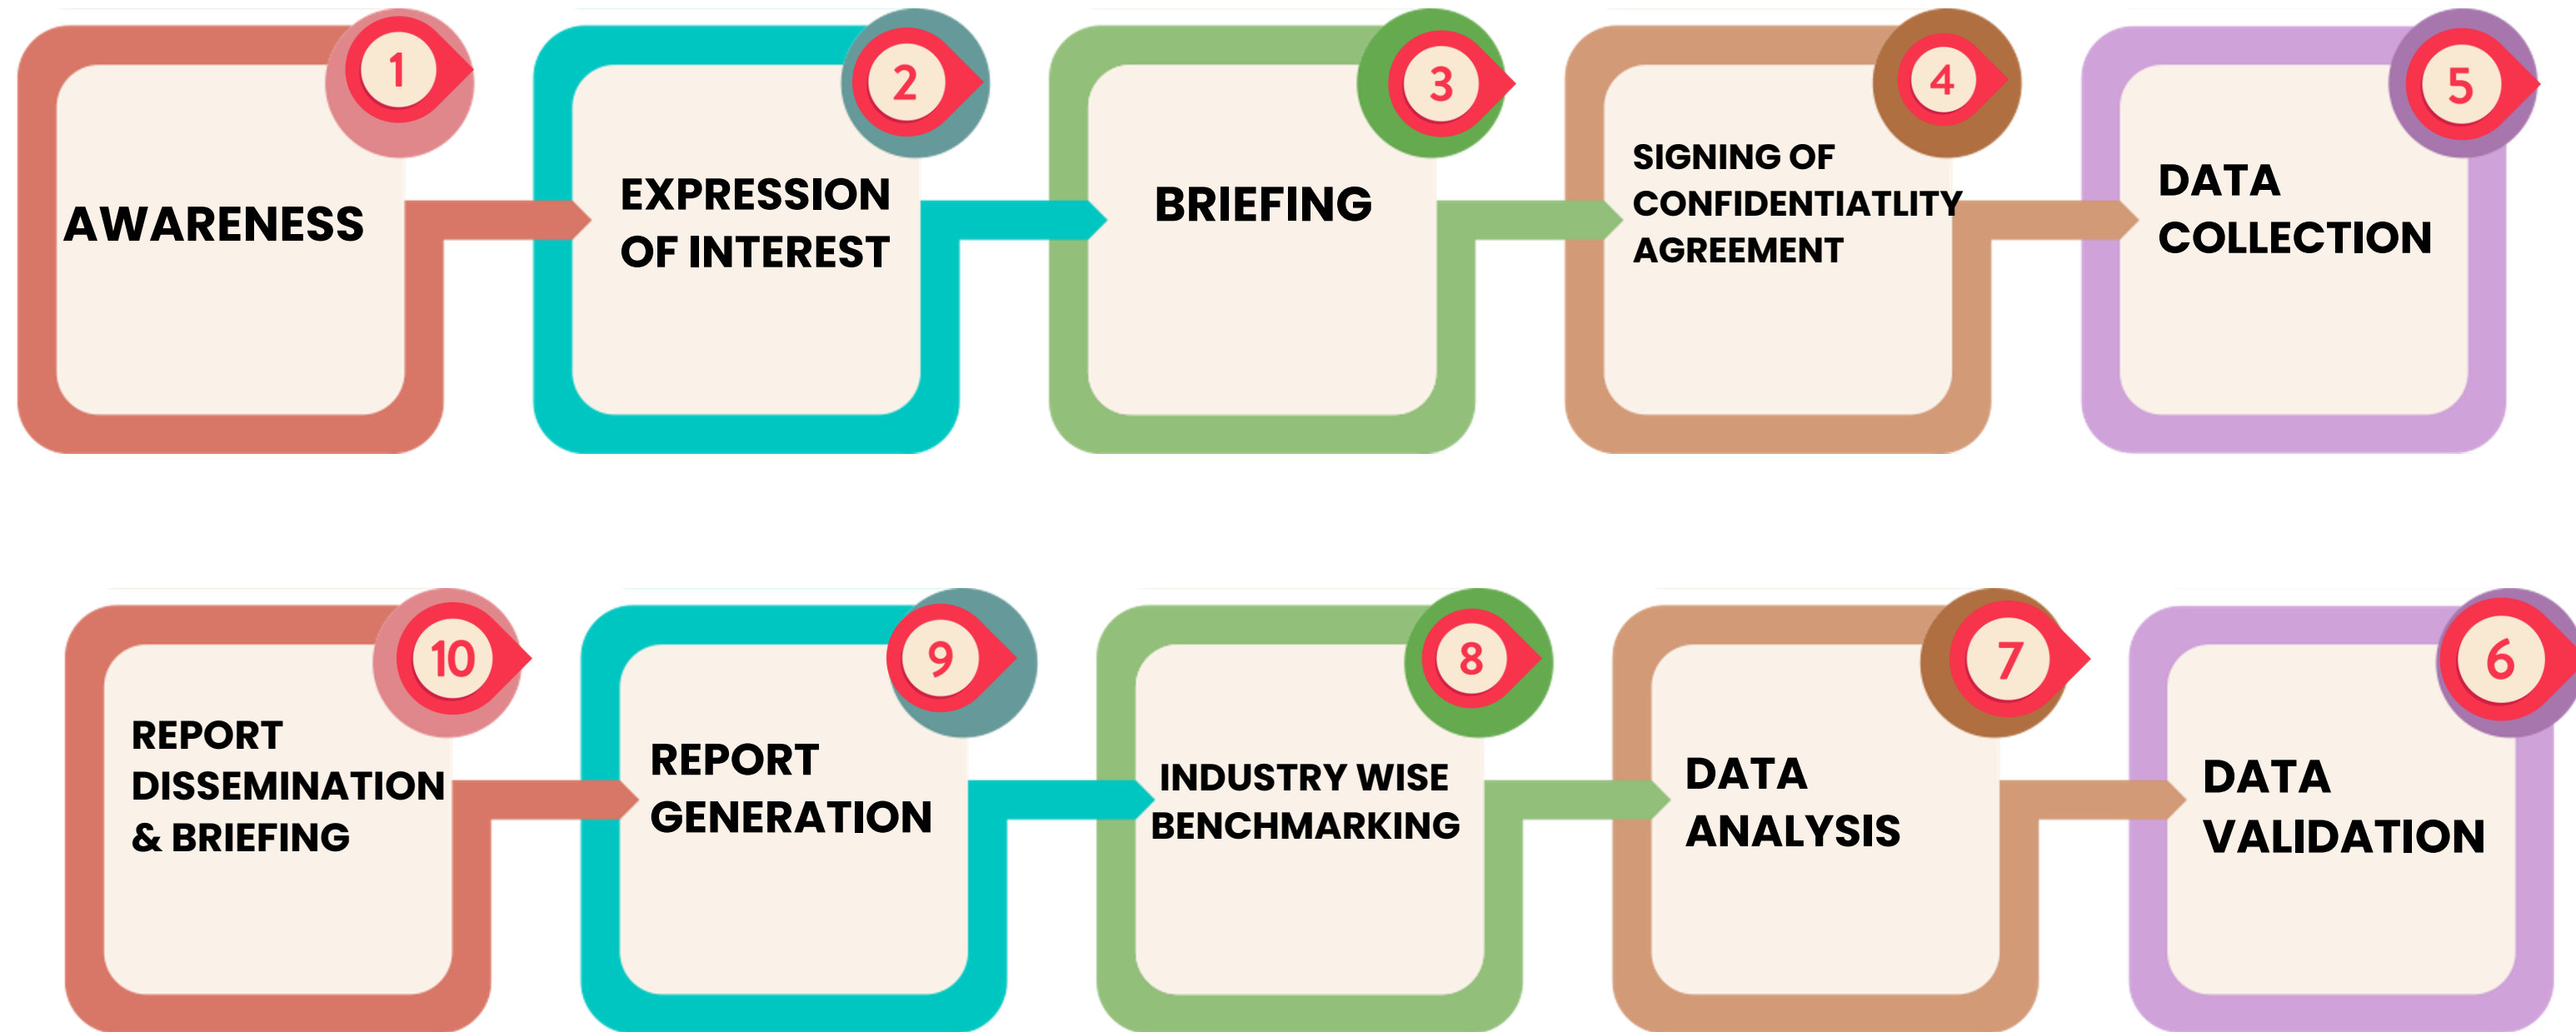 1
AWARENESS
2
EXPRESSION
OF INTEREST
3
BRIEFING
4
SIGNING OF
CONFIDENTIATLITY
AGREEMENT
5
DATA
COLLECTION
10
REPORT
DISSEMINATION
& BRIEFING
9
REPORT
GENERATION
8
INDUSTRY WISE
BENCHMARKING
7
DATA
ANALYSIS
6
DATA
VALIDATION